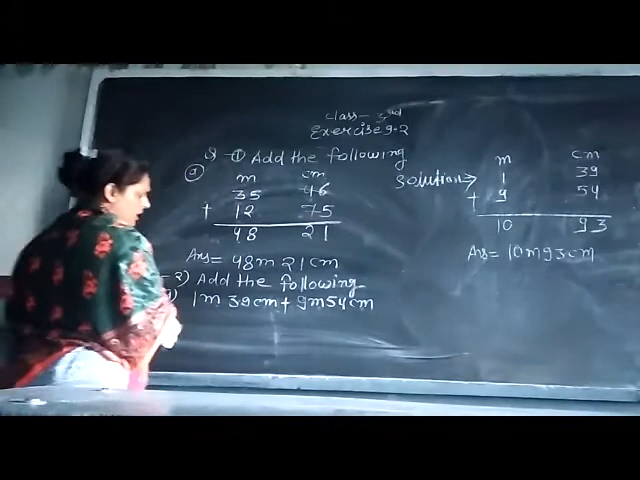 Class - 3rd
Exercise 9.2
Q - ① Add the following
a)
m cm
35 46
+ 12 75
48 21
Ans = 48m 21cm
- 2) Add the following
1m 39cm + 9m 54cm
Solution →
m cm
1 39
+ 9 54
10 93
Ans = 10m 93cm